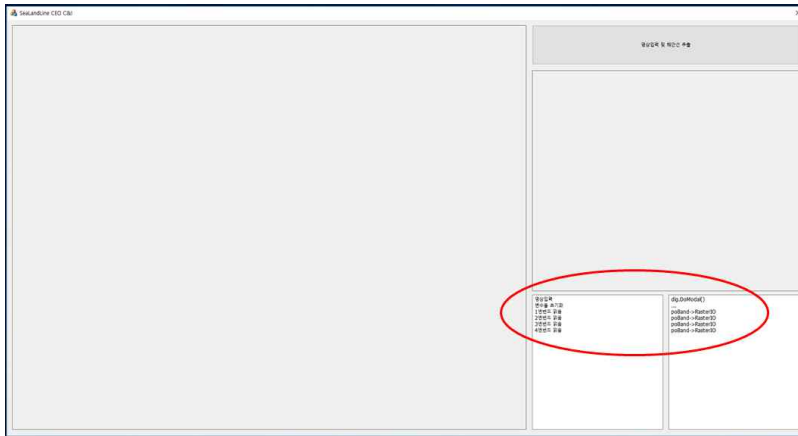 SeaLandLine CEO C&I
영상입력 및 해안선 추출
영상입력
변수들 초기화
1번밴드 읽음
2번밴드 읽음
3번밴드 읽음
4번밴드 읽음
dlg.DoModal()
...
poBand->RasterIO
poBand->RasterIO
poBand->RasterIO
poBand->RasterIO